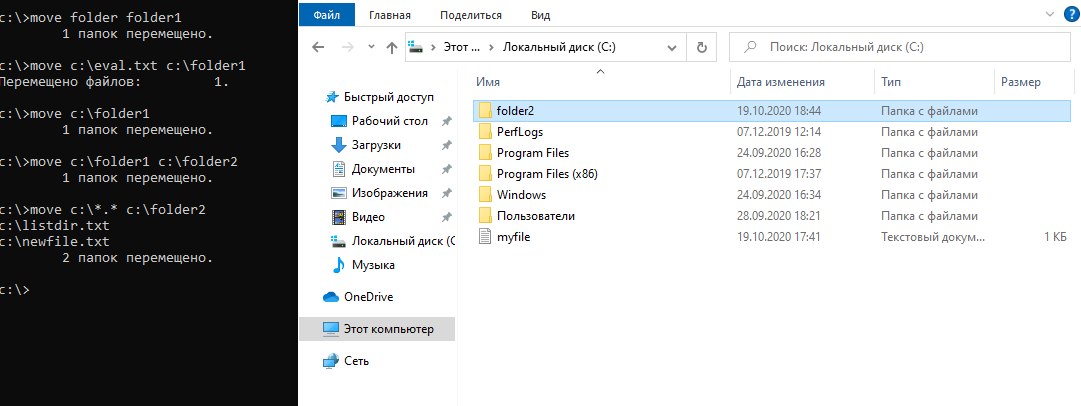 c:\>move folder folder1
1 папок перемещено.
c:\>move c:\eval.txt c:\folder1
Перемещено файлов: 1.
c:\>move c:\folder1
1 папок перемещено.
c:\>move c:\folder1 c:\folder2
1 папок перемещено.
c:\>move c:\*.* c:\folder2
c:\listdir.txt
c:\newfile.txt
2 папок перемещено.
c:\>
Файл Главная Поделиться Вид
Этот ... Локальный диск (C:) Поиск: Локальный диск (C:)
Быстрый доступ
Рабочий стол
Загрузки
Документы
Изображения
Видео
Локальный диск (C
Музыка
OneDrive
Этот компьютер
Сеть
Имя Дата изменения Тип Размер
folder2 19.10.2020 18:44 Папка с файлами
PerfLogs 07.12.2019 12:14 Папка с файлами
Program Files 24.09.2020 16:28 Папка с файлами
Program Files (x86) 07.12.2019 17:37 Папка с файлами
Windows 24.09.2020 16:34 Папка с файлами
Пользователи 28.09.2020 18:21 Папка с файлами
myfile 19.10.2020 17:41 Текстовый докум... 1 КБ